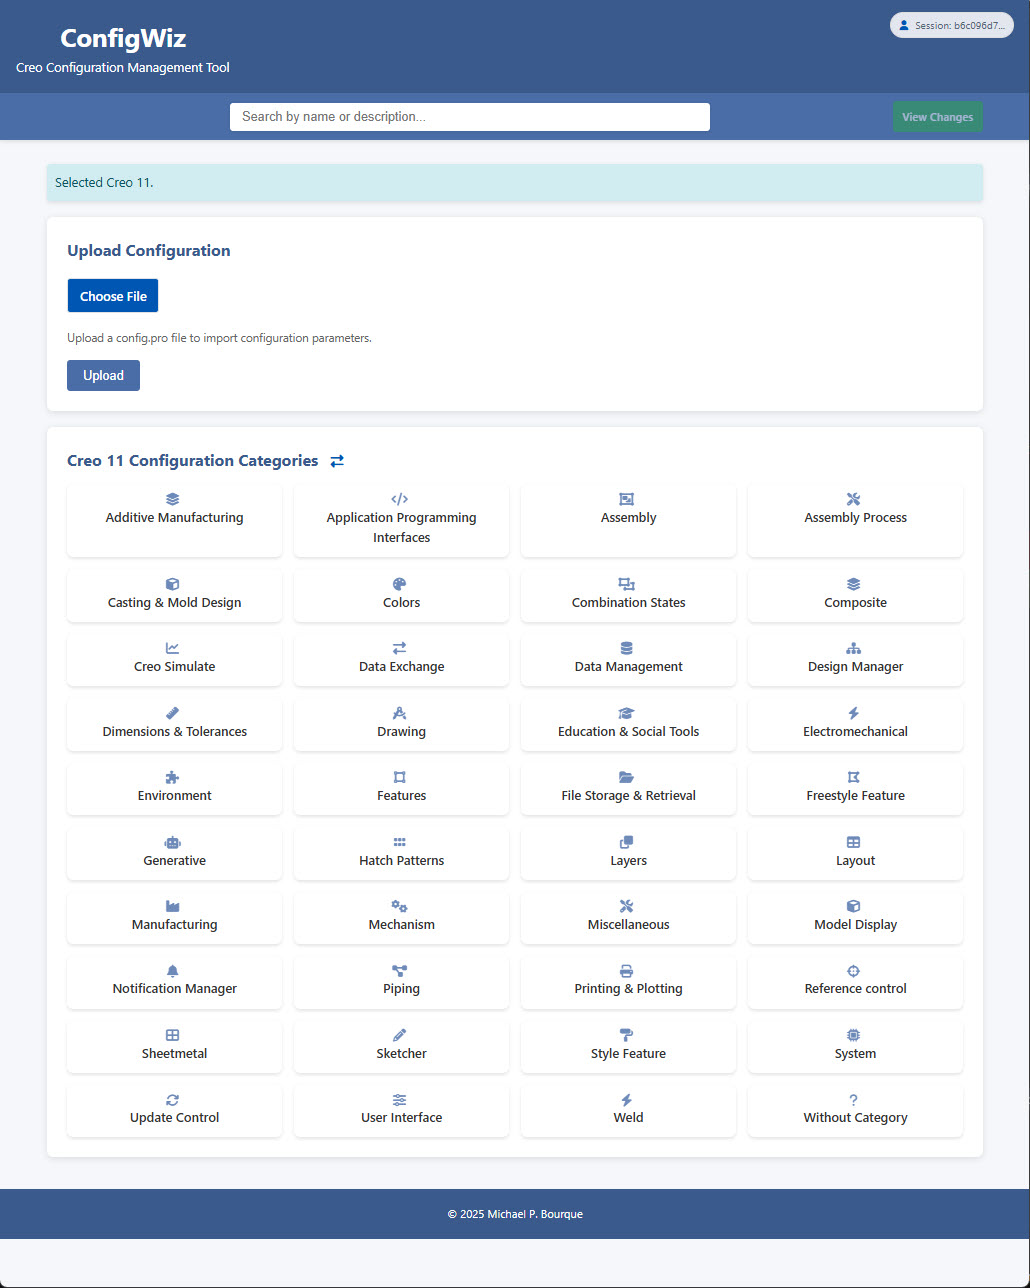 ConfigWiz
Session: b6c096d7...
Creo Configuration Management Tool
Search by name or description...
View Changes
Selected Creo 11.
Upload Configuration
Choose File
Upload a config.pro file to import configuration parameters.
Upload
Creo 11 Configuration Categories
Additive Manufacturing
Application Programming
Interfaces
Assembly
Assembly Process
Casting & Mold Design
Colors
Combination States
Composite
Creo Simulate
Data Exchange
Data Management
Design Manager
Dimensions & Tolerances
Drawing
Education & Social Tools
Electromechanical
Environment
Features
File Storage & Retrieval
Freestyle Feature
Generative
Hatch Patterns
Layers
Layout
Manufacturing
Mechanism
Miscellaneous
Model Display
Notification Manager
Piping
Printing & Plotting
Reference control
Sheetmetal
Sketcher
Style Feature
System
Update Control
User Interface
Weld
Without Category
© 2025 Michael P. Bourque